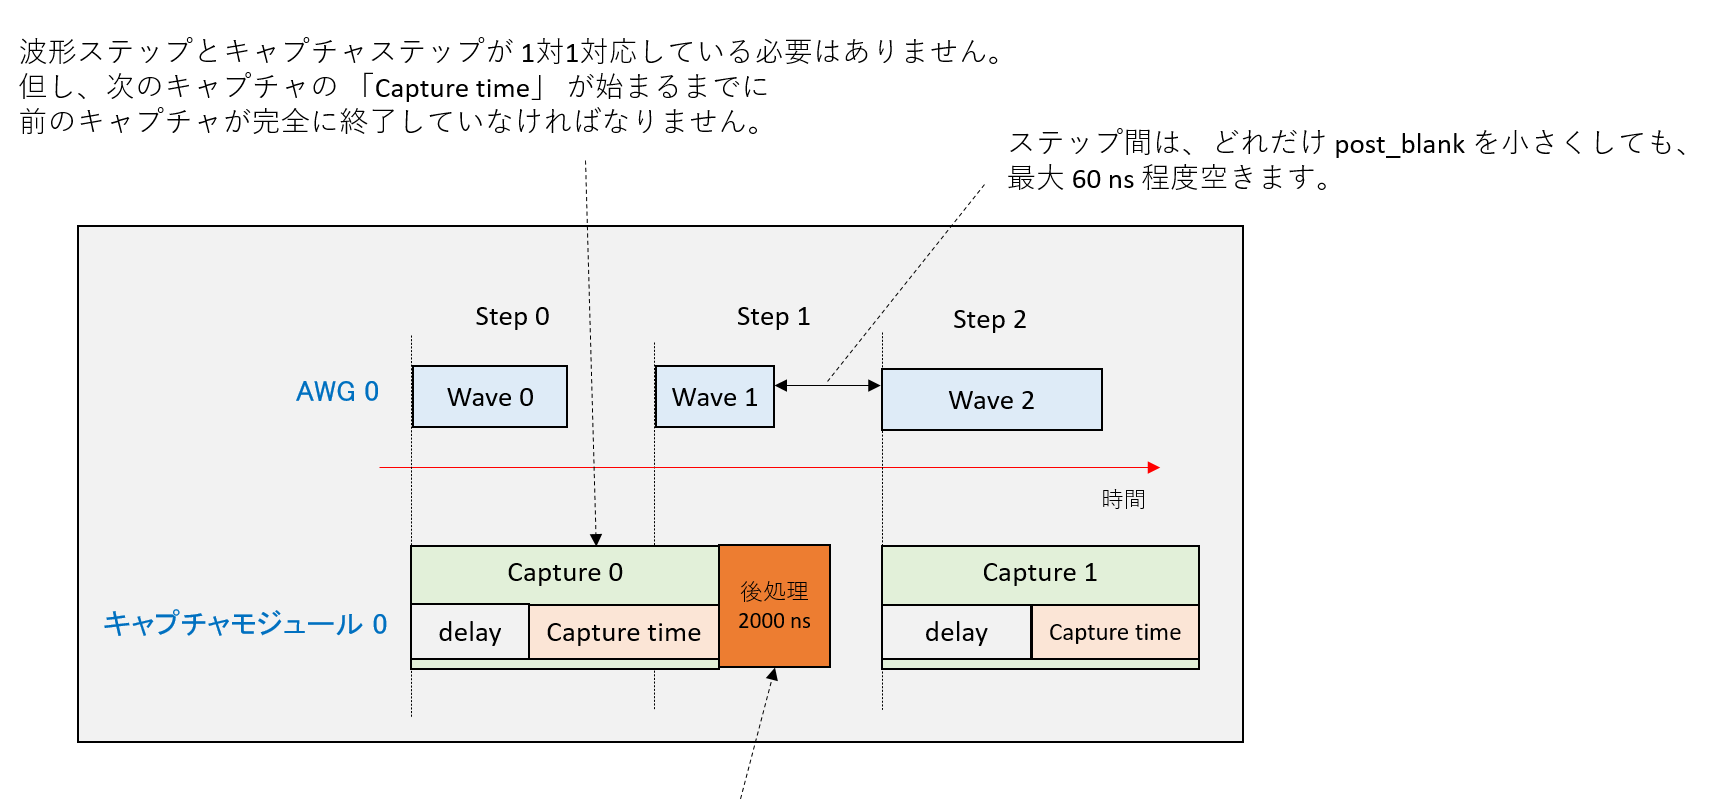 波形ステップとキャプチャステップが 1対1対応している必要はありません。
但し、次のキャプチャの 「Capture time」 が始まるまでに
前のキャプチャが完全に終了していなければなりません。
ステップ間は、どれだけ post_blank を小さくしても、
最大 60 ns 程度空きます。
Step 0
Step 1
Step 2
AWG 0
Wave 0
Wave 1
Wave 2
時間
キャプチャモジュール 0
Capture 0
delay
Capture time
後処理
2000 ns
Capture 1
delay
Capture time